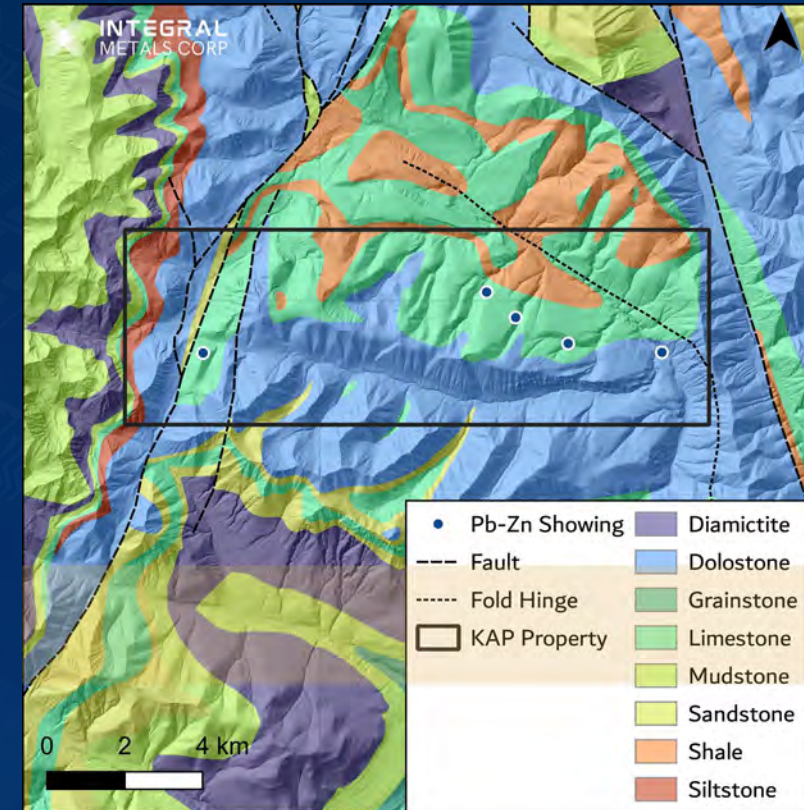 INTEGRAL
METALS CORP
Pb-Zn Showing
Fault
Fold Hinge
KAP Property
Diamictite
Dolostone
Grainstone
Limestone
Mudstone
Sandstone
Shale
Siltstone
0 2 4 km